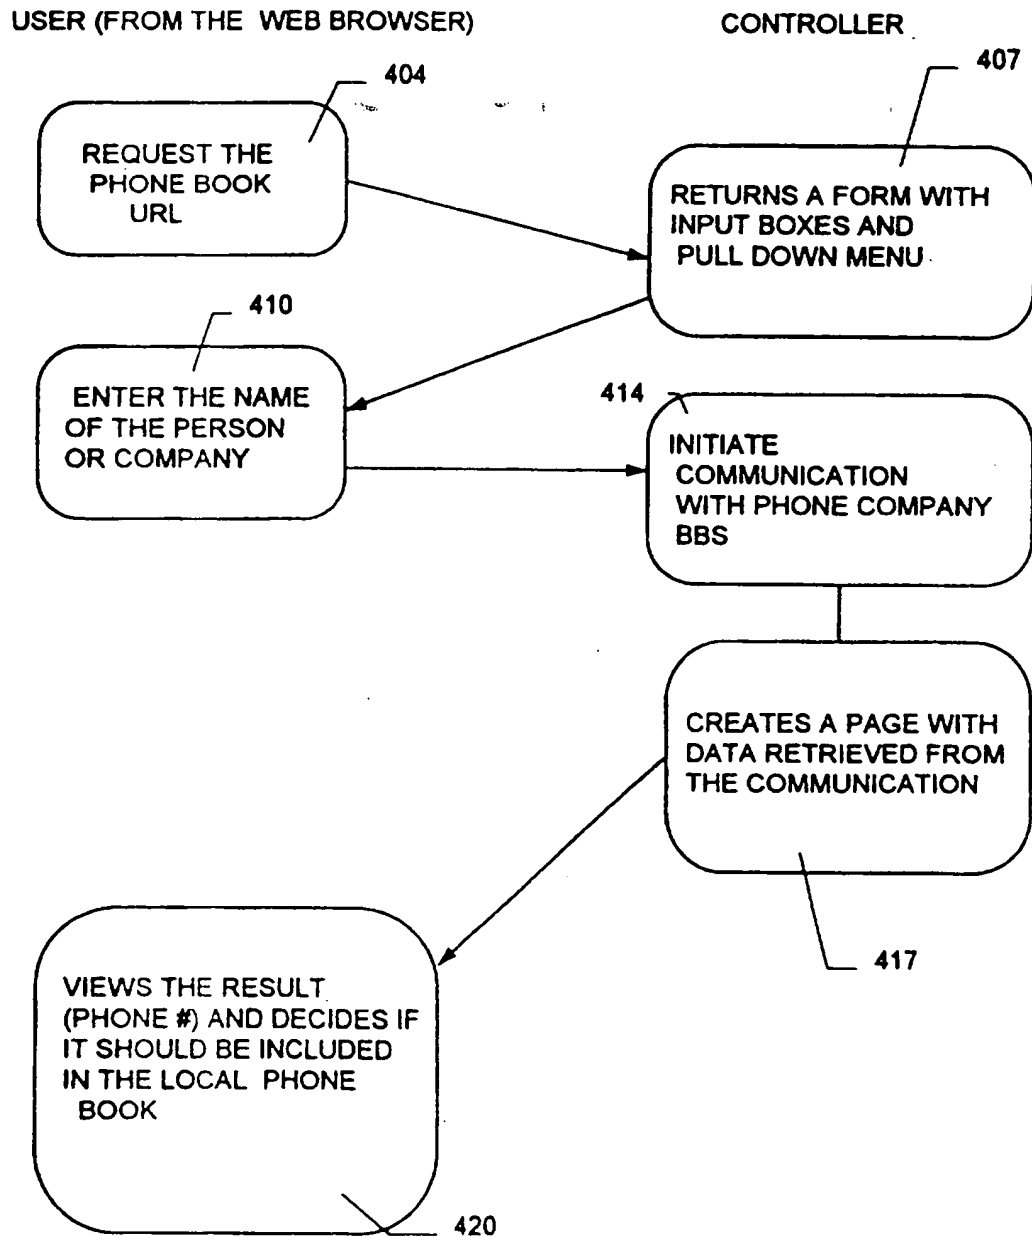 USER (FROM THE WEB BROWSER)
CONTROLLER
404
407
REQUEST THE
PHONE BOOK
URL
RETURNS A FORM WITH
INPUT BOXES AND
PULL DOWN MENU
410
ENTER THE NAME
OF THE PERSON
OR COMPANY
414
INITIATE
COMMUNICATION
WITH PHONE COMPANY
BBS
CREATES A PAGE WITH
DATA RETRIEVED FROM
THE COMMUNICATION
417
VIEWS THE RESULT
(PHONE #) AND DECIDES IF
IT SHOULD BE INCLUDED
IN THE LOCAL PHONE
BOOK
420